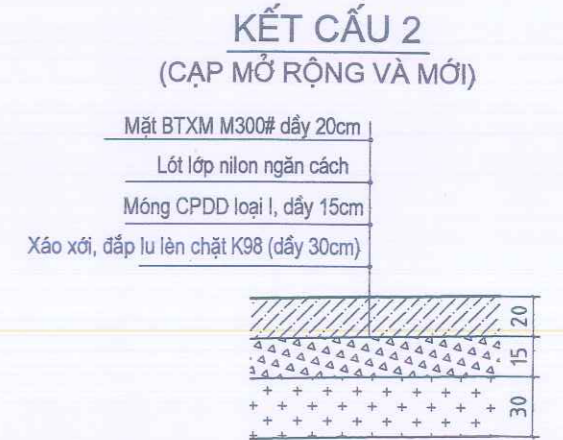 KẾT CẤU 2
(CẠP MỞ RỘNG VÀ MỚI)
Mặt BTXM M300# dầy 20cm
Lót lớp nilon ngăn cách
Móng CPDD loại I, dầy 15cm
Xáo xới, đắp lu lèn chặt K98 (dầy 30cm)
20
15
30